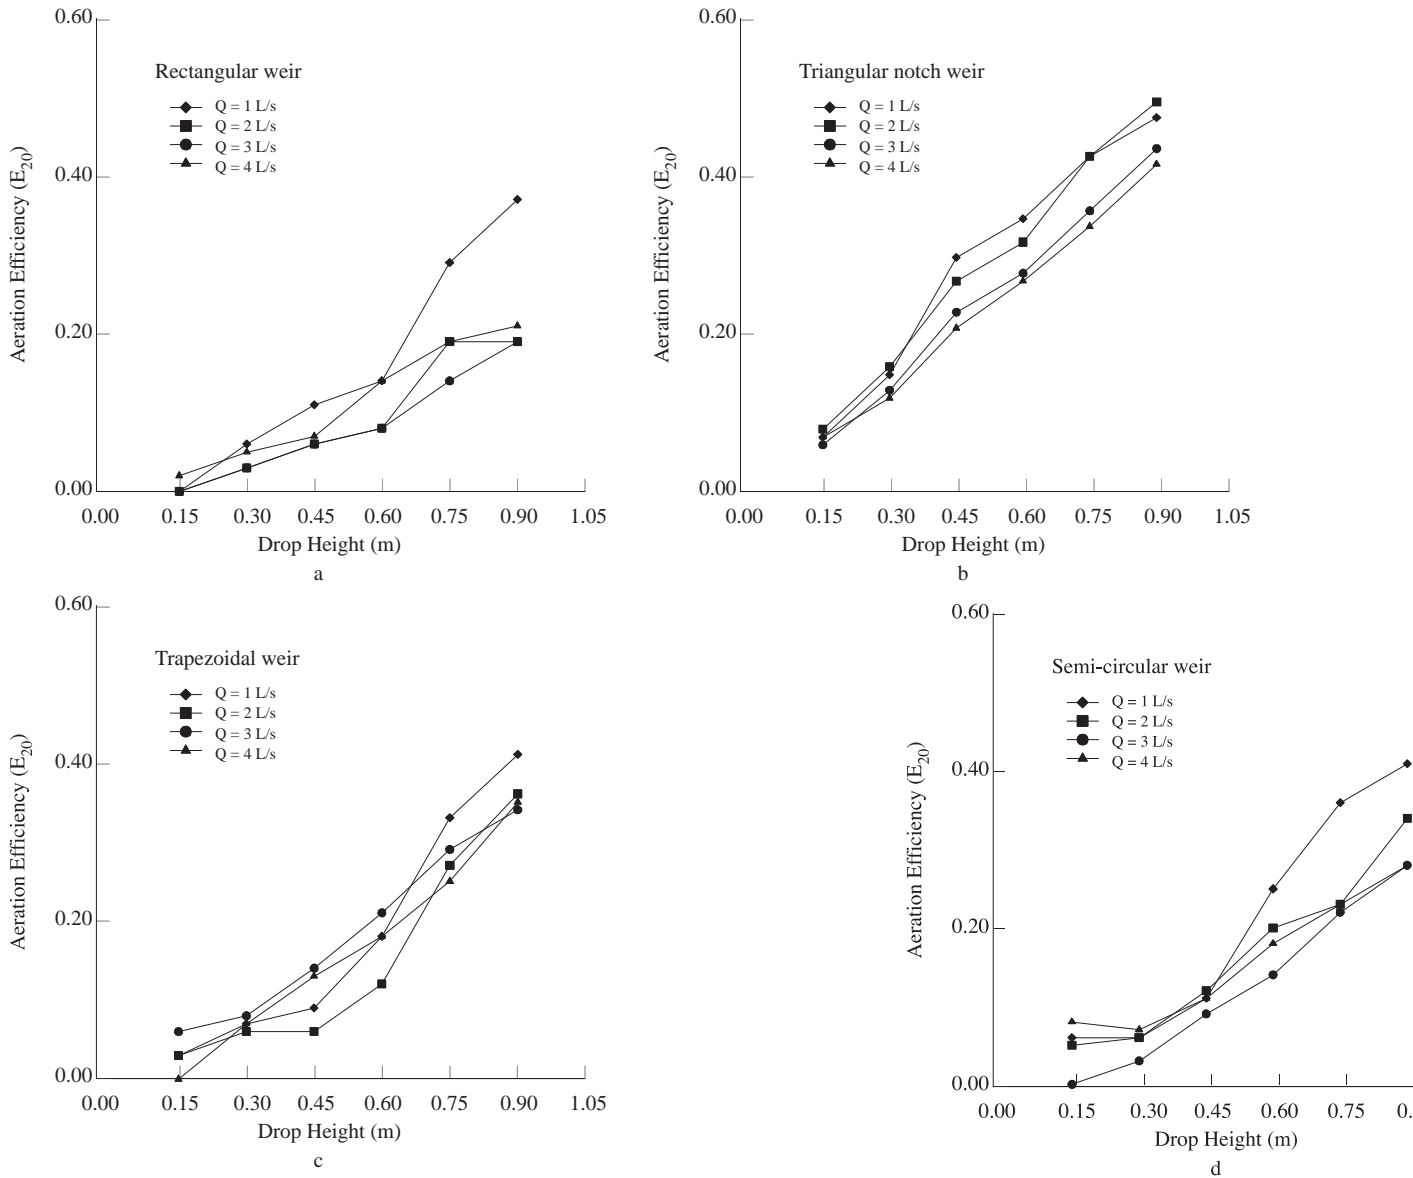 0.60
Rectangular weir
Q = 1 L/s
Q = 2 L/s
Q = 3 L/s
Q = 4 L/s
0.40
0.20
0.00
Aeration Efficiency (E20)
0.00 0.15 0.30 0.45 0.60 0.75 0.90 1.05
Drop Height (m)
a
0.60
Triangular notch weir
Q = 1 L/s
Q = 2 L/s
Q = 3 L/s
Q = 4 L/s
0.40
0.20
0.00
Aeration Efficiency (E20)
0.00 0.15 0.30 0.45 0.60 0.75 0.90 1.05
Drop Height (m)
b
0.60
Trapezoidal weir
Q = 1 L/s
Q = 2 L/s
Q = 3 L/s
Q = 4 L/s
0.40
0.20
0.00
Aeration Efficiency (E20)
0.00 0.15 0.30 0.45 0.60 0.75 0.90 1.05
Drop Height (m)
c
0.60
Semi-circular weir
Q = 1 L/s
Q = 2 L/s
Q = 3 L/s
Q = 4 L/s
0.40
0.20
0.00
Aeration Efficiency (E20)
0.00 0.15 0.30 0.45 0.60 0.75
Drop Height (m)
d